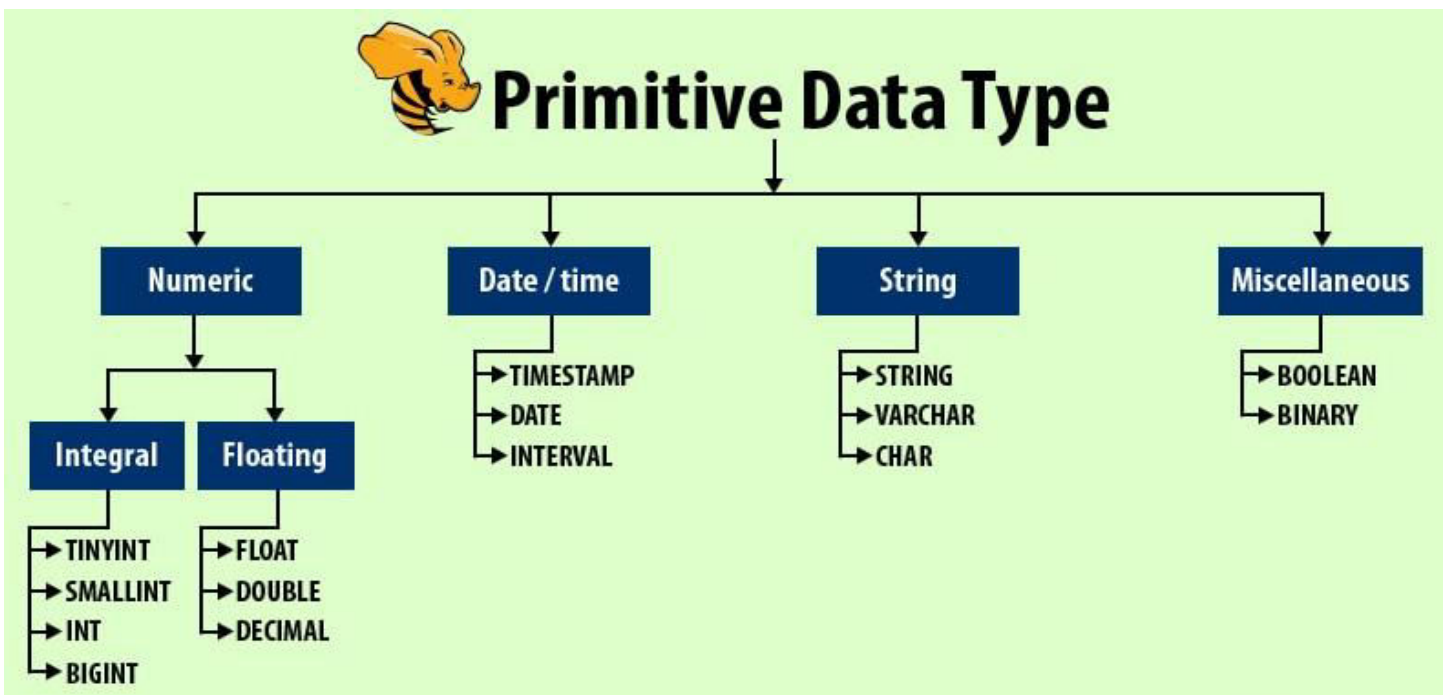 Primitive Data Type
Numeric
Date / time
String
Miscellaneous
TIMESTAMP
DATE
INTERVAL
STRING
VARCHAR
CHAR
BOOLEAN
BINARY
Integral
Floating
TINYINT
SMALLINT
INT
BIGINT
FLOAT
DOUBLE
DECIMAL